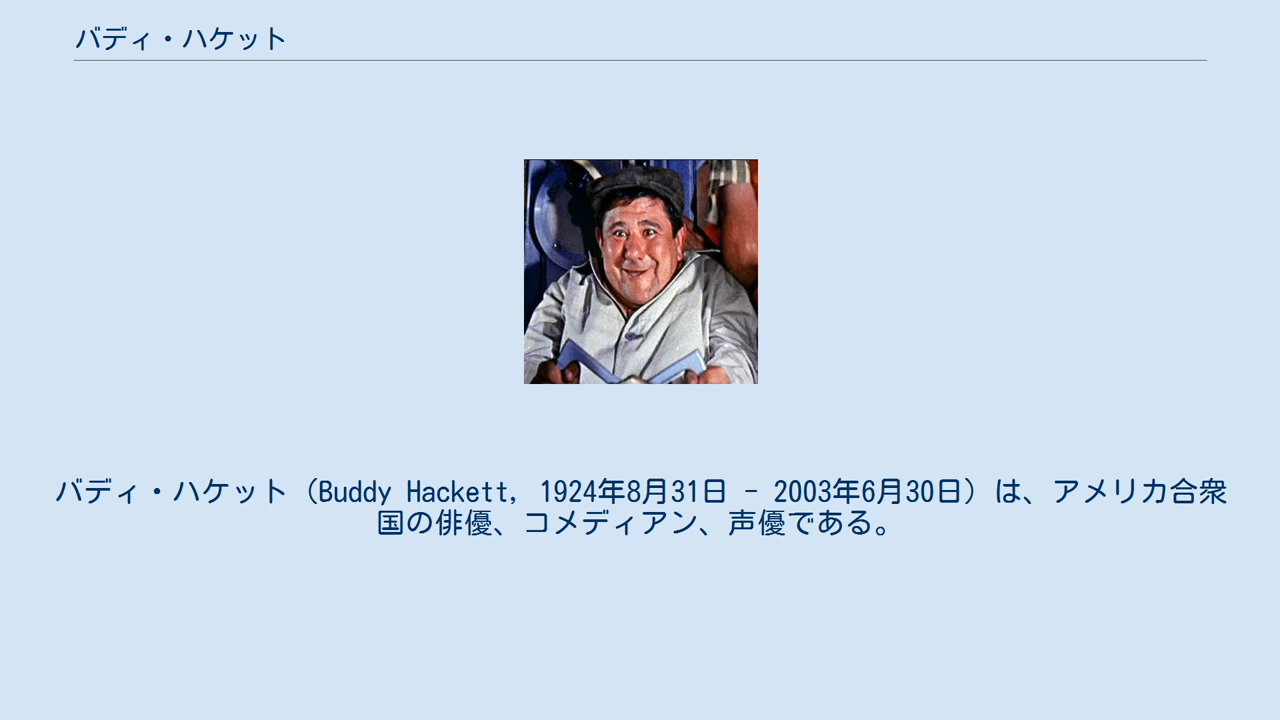 バディ・ハケット
バディ・ハケット（Buddy Hackett, 1924年8月31日 - 2003年6月30日）は、アメリカ合衆
国の俳優、コメディアン、声優である。